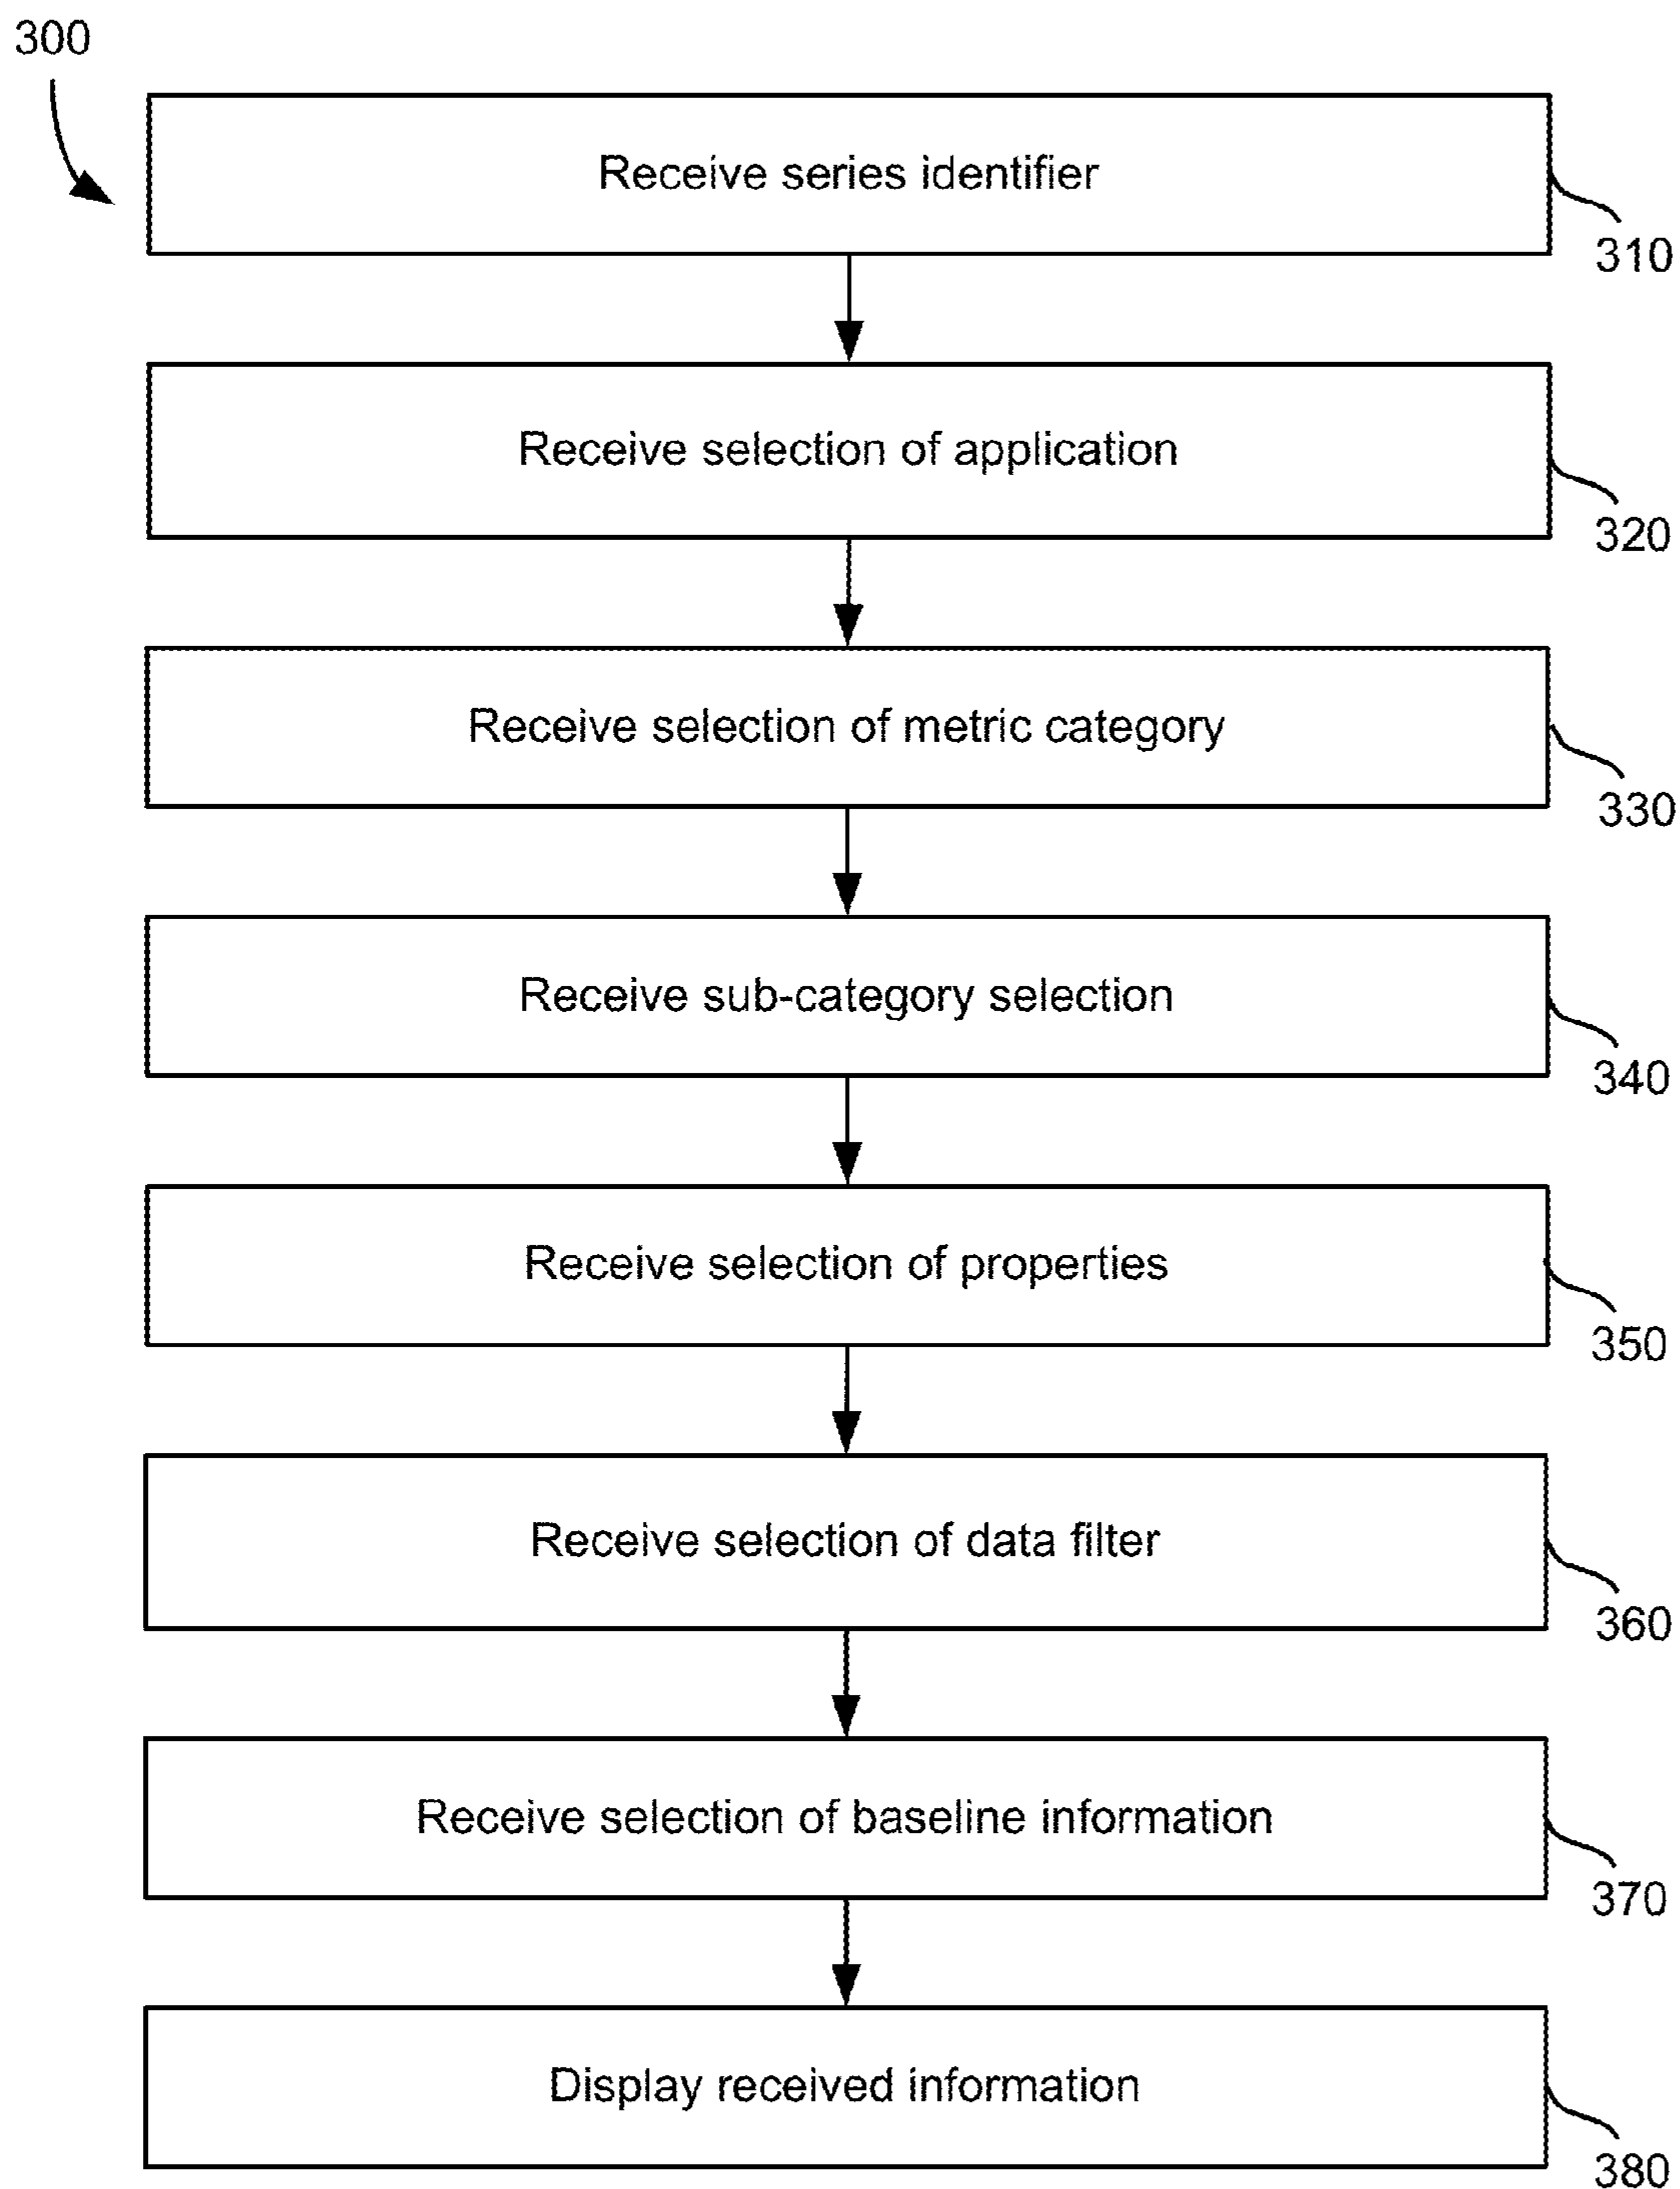 300
Receive series identifier
310
Receive selection of application
320
Receive selection of metric category
330
Receive sub-category selection
340
Receive selection of properties
350
Receive selection of data filter
360
Receive selection of baseline information
370
Display received information
380